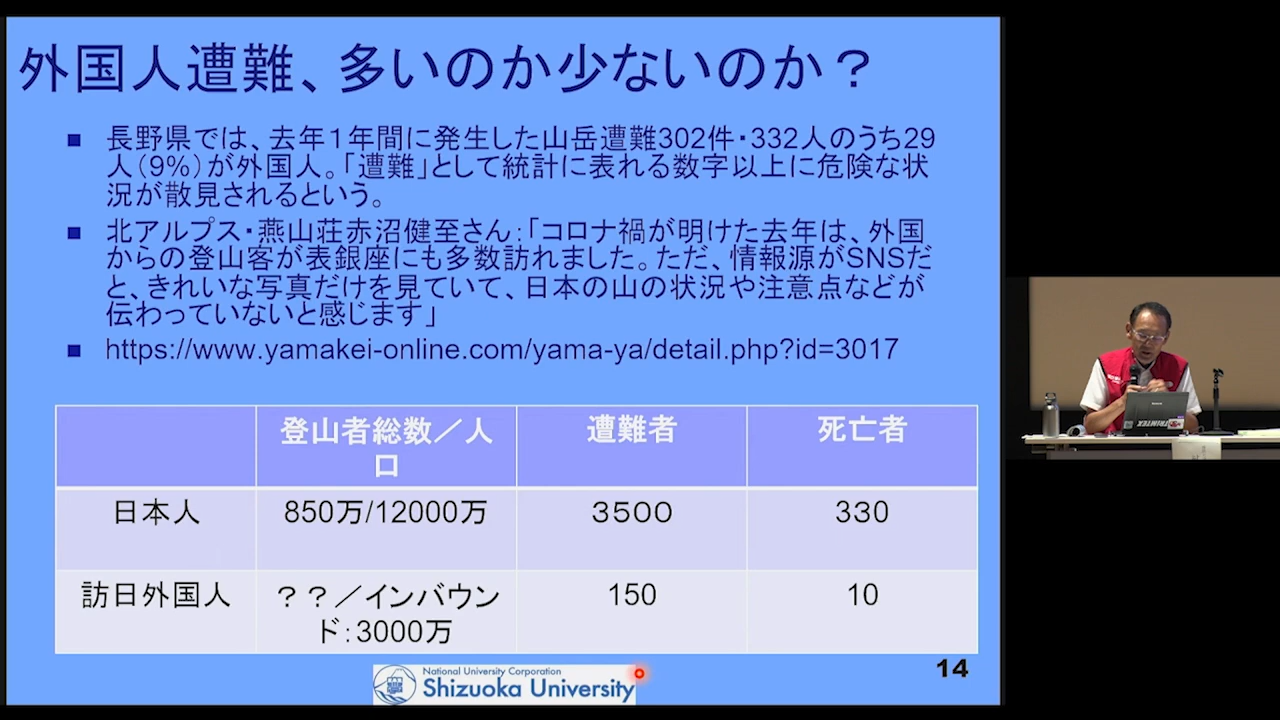 外国人遭難、多いのか少ないのか？
■ 長野県では、去年１年間に発生した山岳遭難302件・332人のうち29
人（9%）が外国人。「遭難」として統計に表れる数字以上に危険な状
況が散見されるという。
■ 北アルプス・燕山荘赤沼健至さん：「コロナ禍が明けた去年は、外国
からの登山客が表銀座にも多数訪れました。ただ、情報源がSNSだ
と、きれいな写真だけを見ていて、日本の山の状況や注意点などが
伝わっていないと感じます」
■ https://www.yamakei-online.com/yama-ya/detail.php?id=3017
登山者総数／人
口
遭難者
死亡者
日本人
850万/12000万
３５００
330
訪日外国人
？？／インバウン
ド：3000万
150
10
National University Corporation
Shizuoka University
14
TRIMTEX